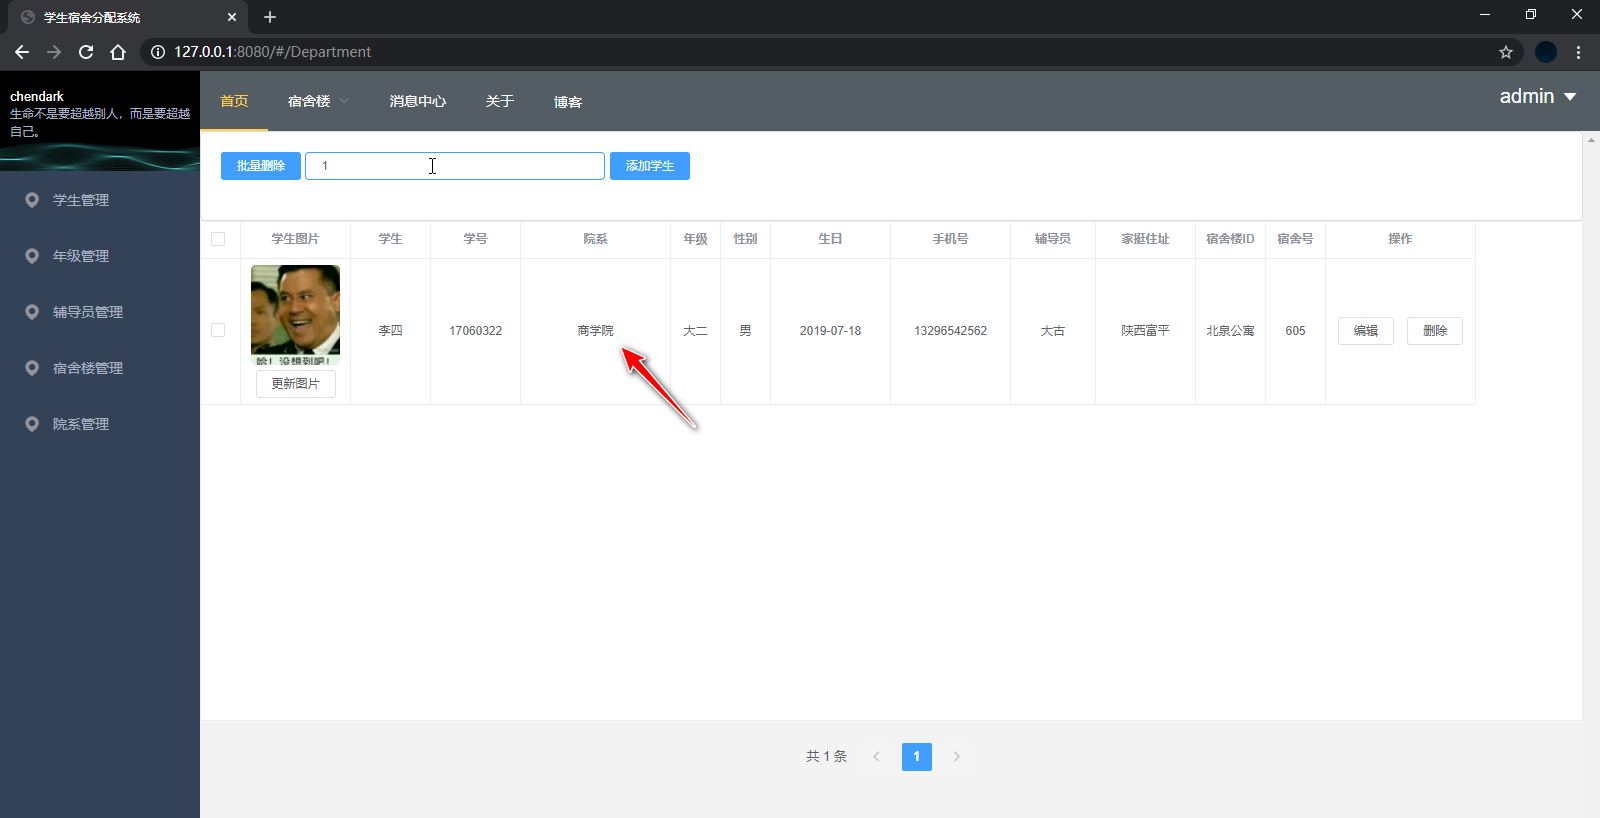 学生宿舍分配系统
127.0.0.1:8080/#/Department
chendark
生命不是要超越别人，而是要超越
自己。
首页 宿舍楼 消息中心 关于 博客
admin
批量删除 1 添加学生
学生管理
年级管理
辅导员管理
宿舍楼管理
院系管理
学生图片 学生 学号 院系 年级 性别 生日 手机号 辅导员 家挺住址 宿舍楼ID 宿舍号 操作
哈！没想到吧！
李四 17060322 商学院 大二 男 2019-07-18 13296542562 大古 陕西富平 北泉公寓 605 编辑 删除
更新图片
共 1 条 1